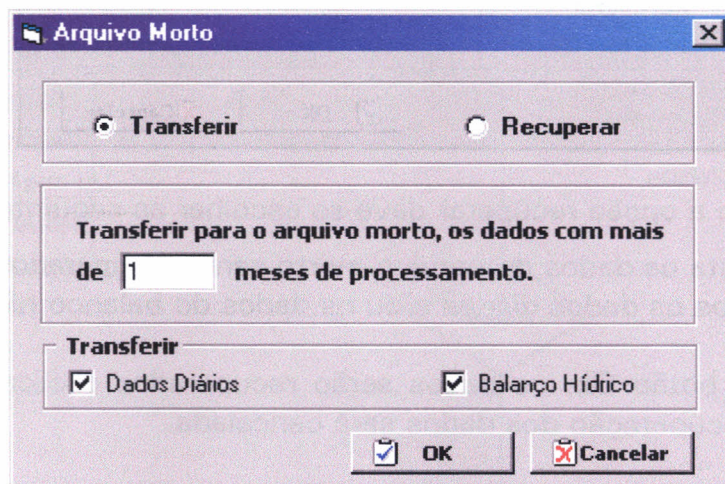 Arquivo Morto
Transferir
Recuperar
Transferir para o arquivo morto, os dados com mais
de 1 meses de processamento.
Transferir
Dados Diários
Balanço Hídrico
OK
Cancelar